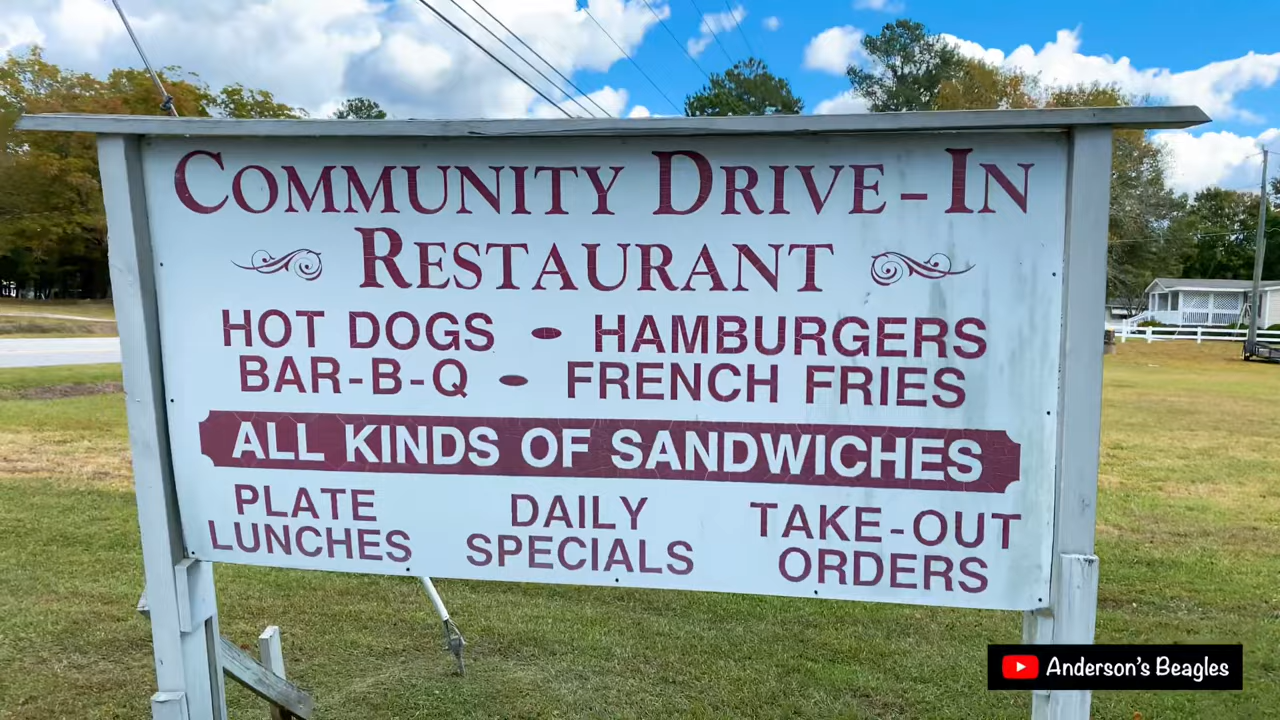 COMMUNITY DRIVE-IN
RESTAURANT
HOT DOGS • HAMBURGERS
BAR-B-Q • FRENCH FRIES
ALL KINDS OF SANDWICHES
PLATE LUNCHES
DAILY SPECIALS
TAKE-OUT ORDERS
Anderson's Beagles